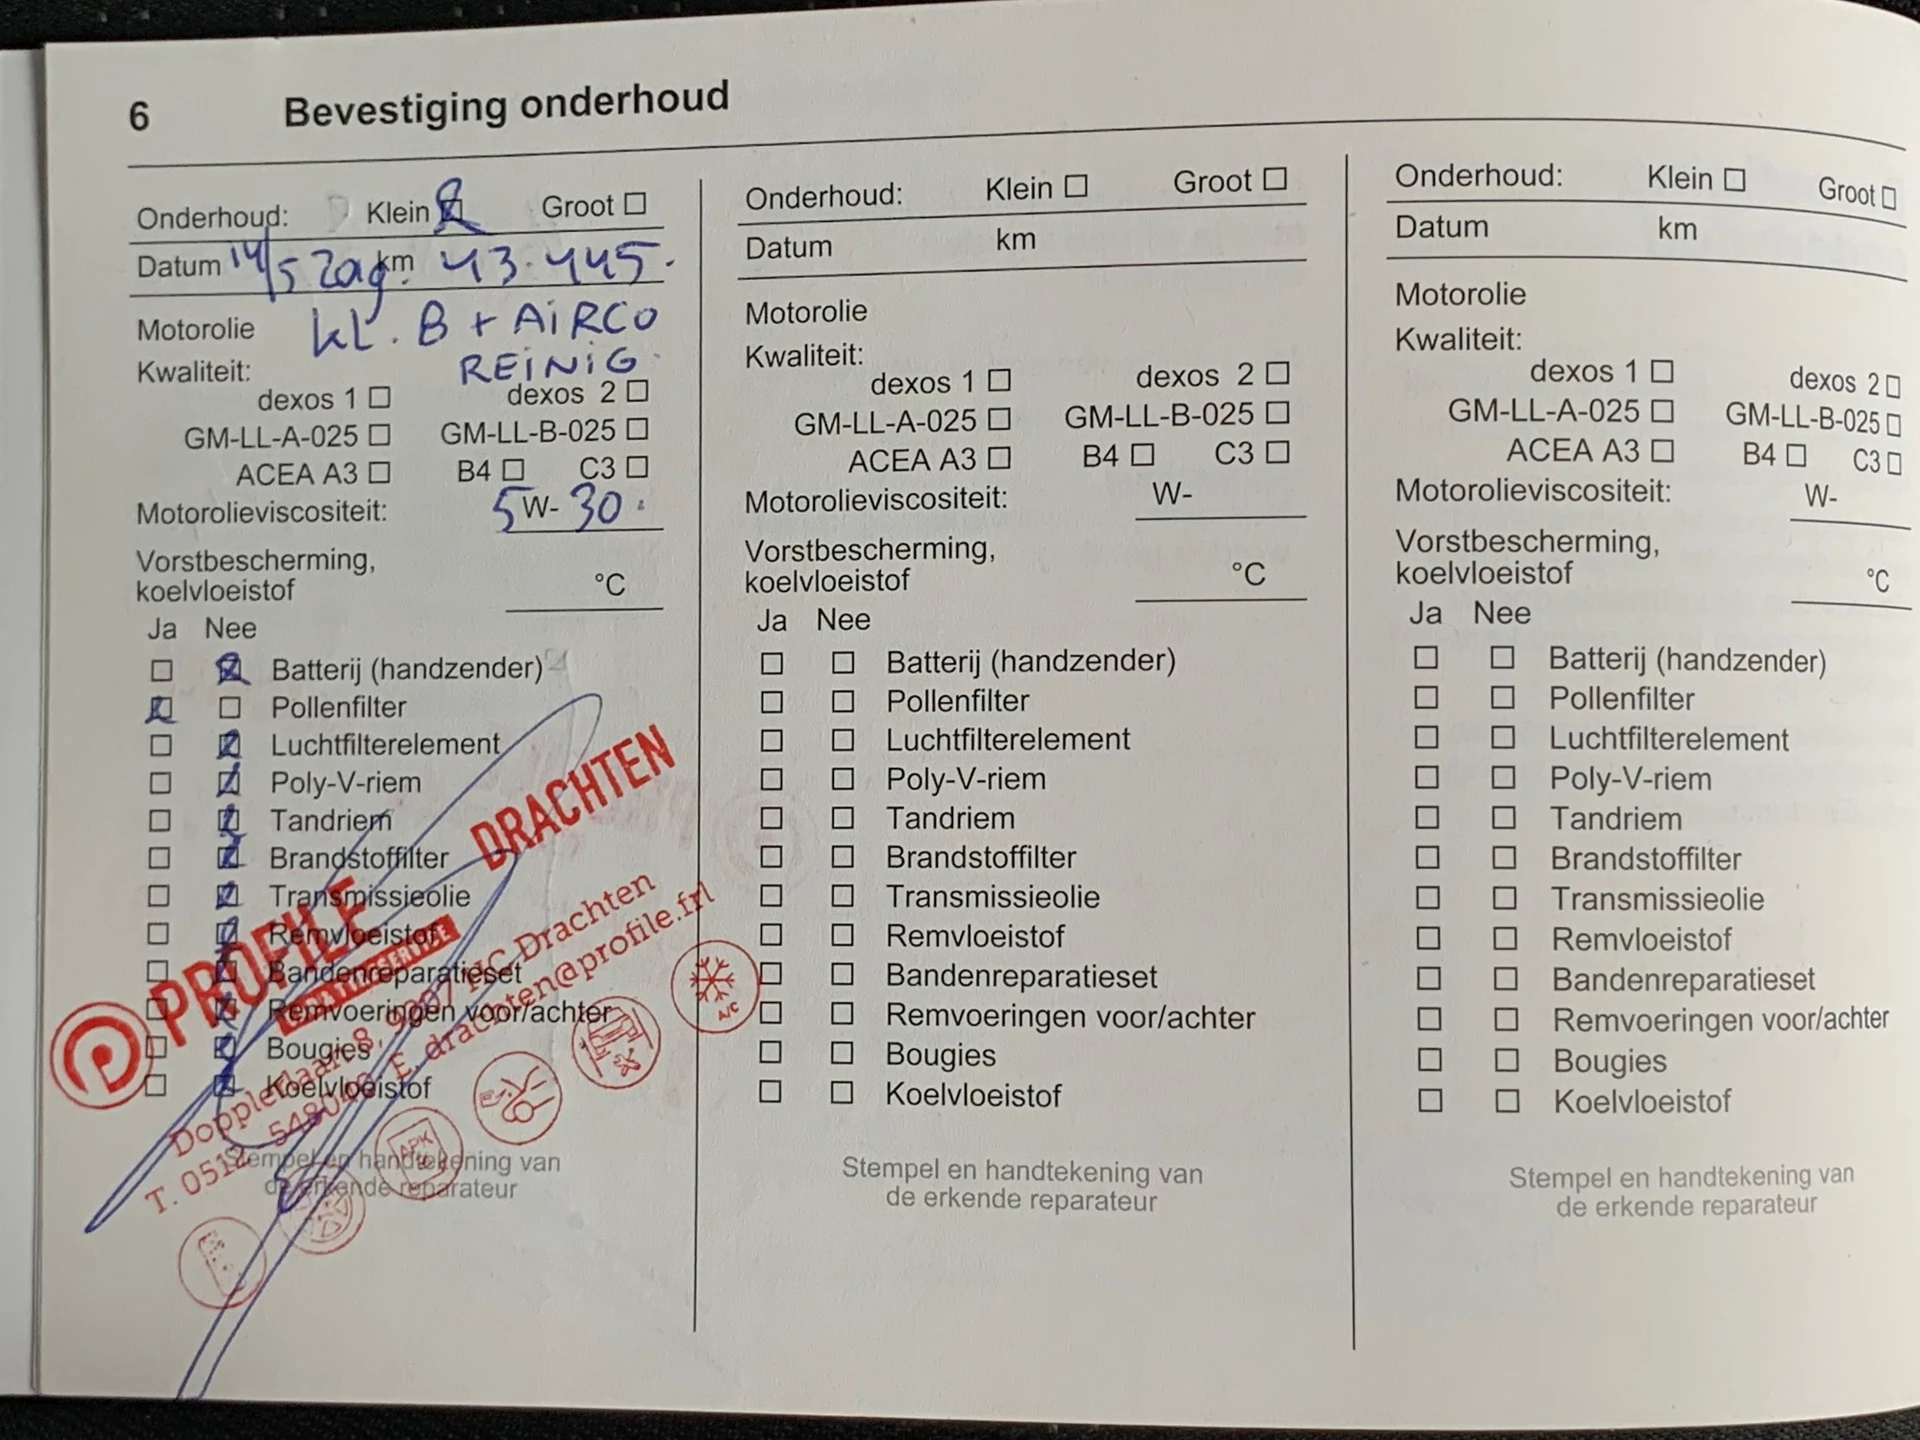 6 Bevestiging onderhoud
Onderhoud: Klein ☒ Groot ☐
Datum 14/5 2019 km 43.445.
Motorolie kl. B + AiRCO
Kwaliteit: REiNiG.
dexos 1 ☐ dexos 2 ☐
GM-LL-A-025 ☐ GM-LL-B-025 ☐
ACEA A3 ☐ B4 ☐ C3 ☐
Motorolieviscositeit: 5W-30.
Vorstbescherming,
koelvloeistof °C
Ja Nee
☐ ☒ Batterij (handzender)
☒ ☐ Pollenfilter
☐ ☒ Luchtfilterelement
☐ ☒ Poly-V-riem
☐ ☒ Tandriem
☐ ☒ Brandstoffilter
☐ ☒ Transmissieolie
☐ ☒ Remvloeistof
☐ ☒ Bandenreparatieset
☐ ☒ Remvoeringen voor/achter
☐ ☒ Bougies
☐ ☒ Koelvloeistof
Stempel en handtekening van
de erkende reparateur
PROFILE DRACHTEN
Drachten
E. drachten@profile.frl
APK
A/C
Onderhoud: Klein ☐ Groot ☐
Datum km
Motorolie
Kwaliteit:
dexos 1 ☐ dexos 2 ☐
GM-LL-A-025 ☐ GM-LL-B-025 ☐
ACEA A3 ☐ B4 ☐ C3 ☐
Motorolieviscositeit: W-
Vorstbescherming,
koelvloeistof °C
Ja Nee
☐ ☐ Batterij (handzender)
☐ ☐ Pollenfilter
☐ ☐ Luchtfilterelement
☐ ☐ Poly-V-riem
☐ ☐ Tandriem
☐ ☐ Brandstoffilter
☐ ☐ Transmissieolie
☐ ☐ Remvloeistof
☐ ☐ Bandenreparatieset
☐ ☐ Remvoeringen voor/achter
☐ ☐ Bougies
☐ ☐ Koelvloeistof
Stempel en handtekening van
de erkende reparateur
Onderhoud: Klein ☐ Groot ☐
Datum km
Motorolie
Kwaliteit:
dexos 1 ☐ dexos 2 ☐
GM-LL-A-025 ☐ GM-LL-B-025 ☐
ACEA A3 ☐ B4 ☐ C3 ☐
Motorolieviscositeit: W-
Vorstbescherming,
koelvloeistof °C
Ja Nee
☐ ☐ Batterij (handzender)
☐ ☐ Pollenfilter
☐ ☐ Luchtfilterelement
☐ ☐ Poly-V-riem
☐ ☐ Tandriem
☐ ☐ Brandstoffilter
☐ ☐ Transmissieolie
☐ ☐ Remvloeistof
☐ ☐ Bandenreparatieset
☐ ☐ Remvoeringen voor/achter
☐ ☐ Bougies
☐ ☐ Koelvloeistof
Stempel en handtekening van
de erkende reparateur